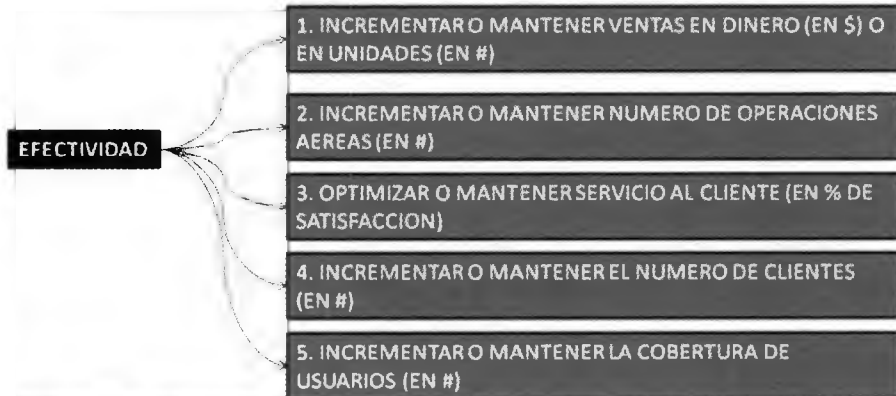 1. INCREMENTAR O MANTENER VENTAS EN DINERO (EN $) O
EN UNIDADES (EN #)
2. INCREMENTAR O MANTENER NUMERO DE OPERACIONES
AEREAS (EN #)
EFECTIVIDAD
3. OPTIMIZAR O MANTENER SERVICIO AL CLIENTE (EN % DE
SATISFACCION)
4. INCREMENTAR O MANTENER EL NUMERO DE CLIENTES
(EN #)
5. INCREMENTAR O MANTENER LA COBERTURA DE
USUARIOS (EN #)